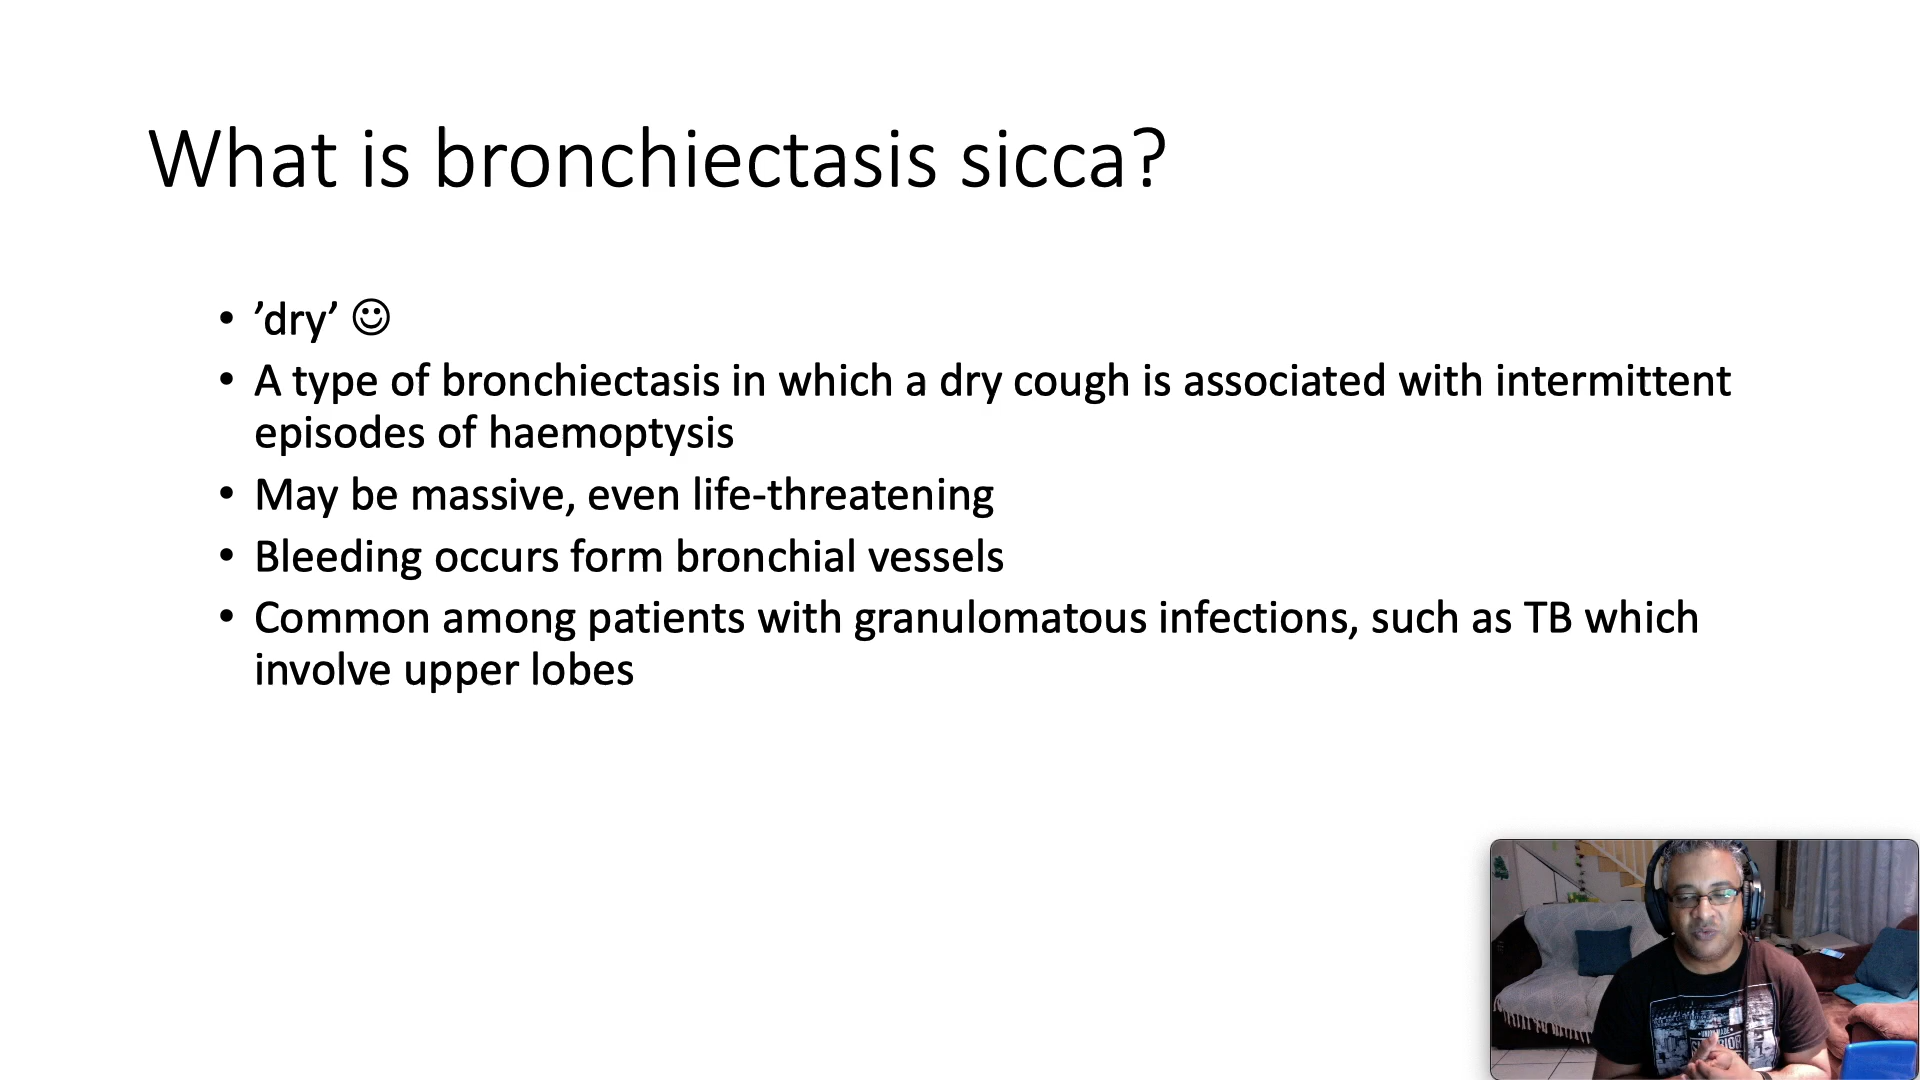 What is bronchiectasis sicca?
• ’dry’ ☺
• A type of bronchiectasis in which a dry cough is associated with intermittent
episodes of haemoptysis
• May be massive, even life-threatening
• Bleeding occurs form bronchial vessels
• Common among patients with granulomatous infections, such as TB which
involve upper lobes